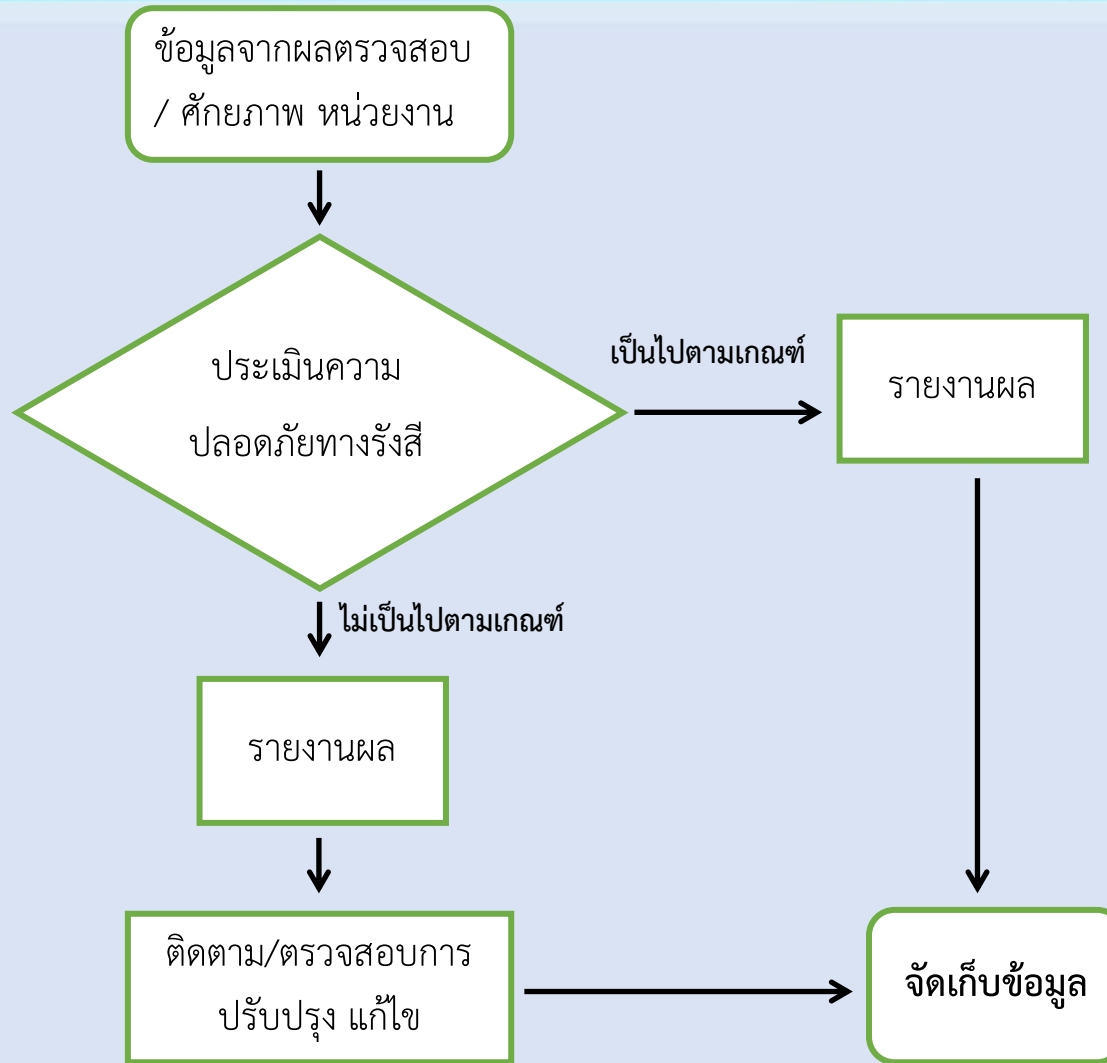 ข้อมูลจากผลตรวจสอบ
/ ศักยภาพ หน่วยงาน
ประเมินความ
ปลอดภัยทางรังสี
เป็นไปตามเกณฑ์
รายงานผล
ไม่เป็นไปตามเกณฑ์
รายงานผล
ติดตาม/ตรวจสอบการ
ปรับปรุง แก้ไข
จัดเก็บข้อมูล